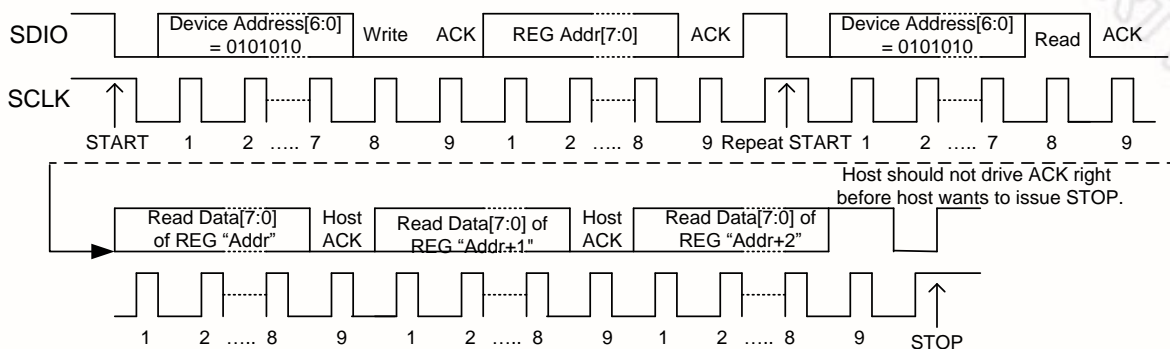 SDIO
Device Address[6:0]
= 0101010
Write
ACK
REG Addr[7:0]
ACK
Device Address[6:0]
= 0101010
Read
ACK
SCLK
START
1 2 ..... 7 8 9 1 2 ..... 8 9 Repeat START 1 2 ..... 7 8 9
Host should not drive ACK right
before host wants to issue STOP.
Read Data[7:0]
of REG “Addr”
Host
ACK
Read Data[7:0] of
REG “Addr+1"
Host
ACK
Read Data[7:0] of
REG “Addr+2”
1 2 ..... 8 9 1 2 ..... 8 9 1 2 ..... 8 9 STOP